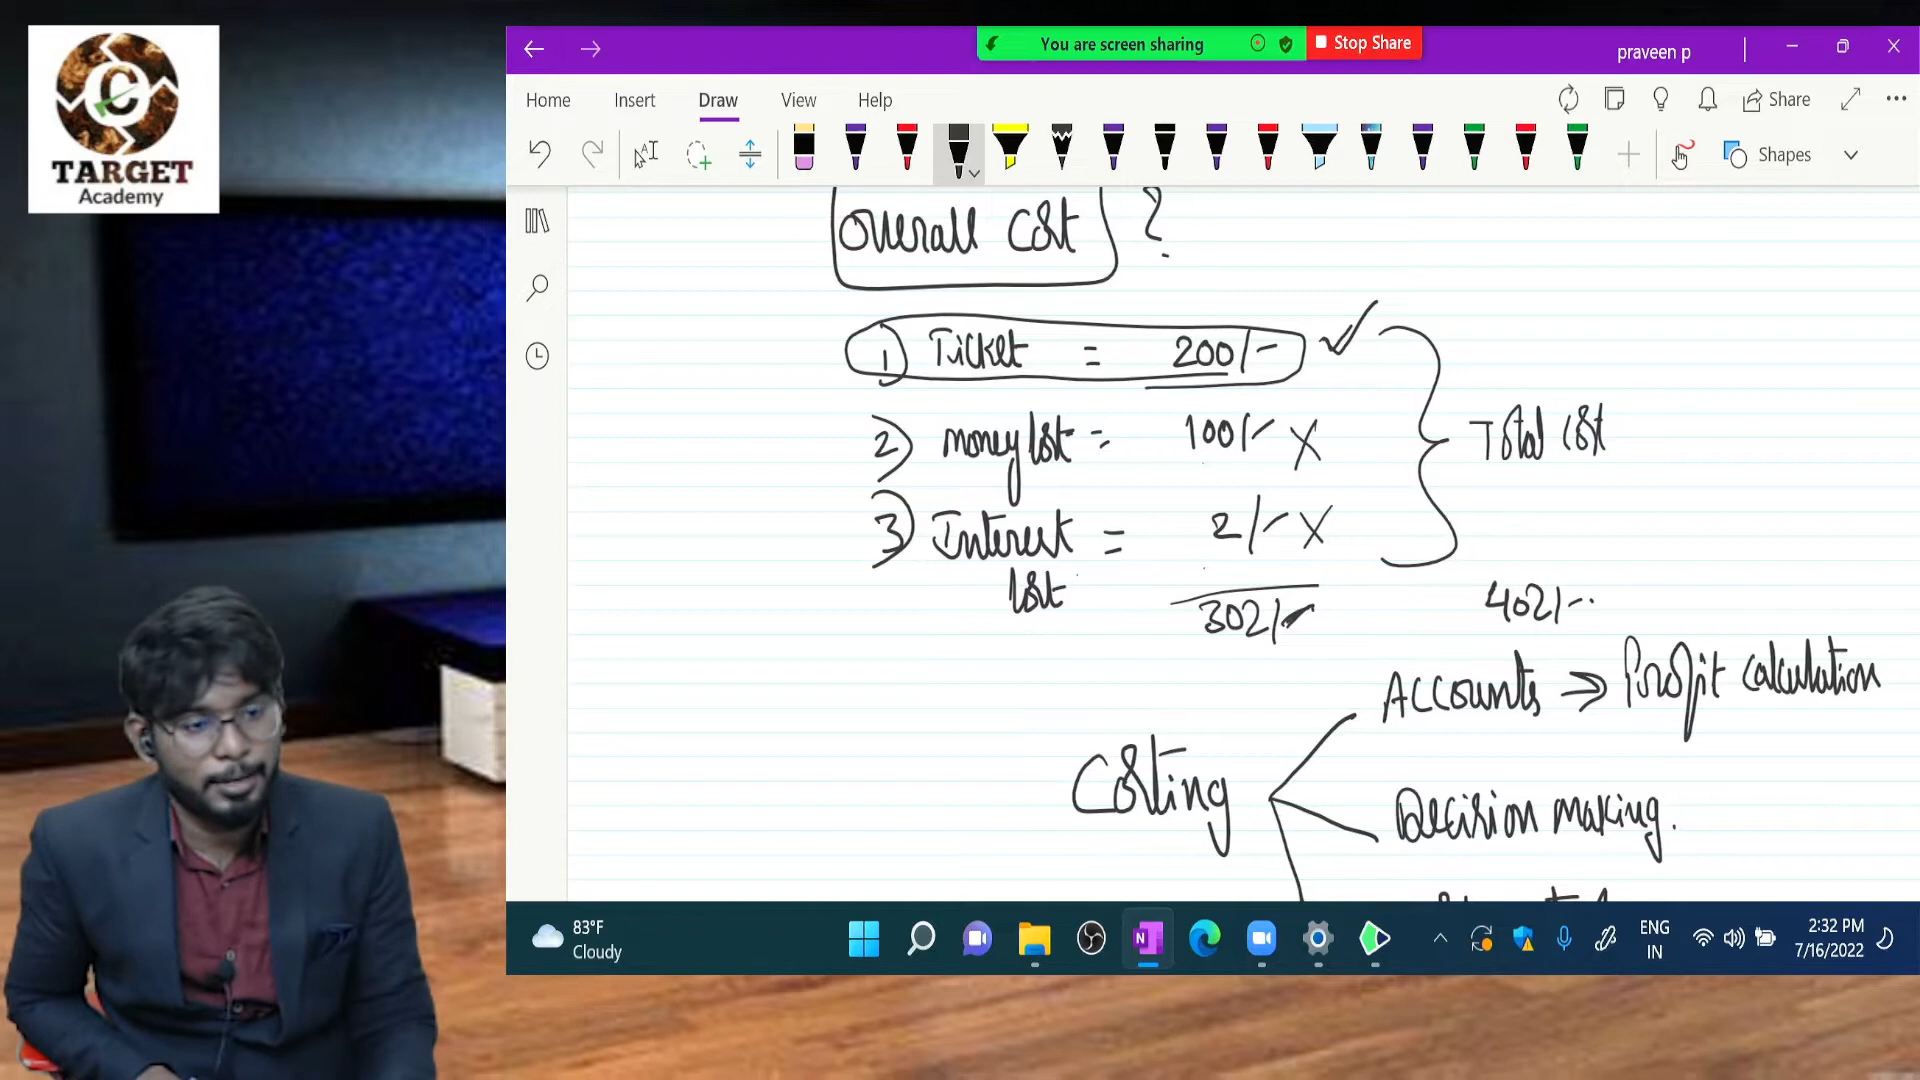 TARGET
Academy
You are screen sharing
Stop Share
praveen p
Home Insert Draw View Help
Share
Shapes
Overall Cost ?
1) Ticket = 200/-
2) money lost = 100/- X
3) Interest = 2/- X
lost
302/-
Total Cost
402/-
Accounts ⇒ Profit calculation
Costing
Decision making.
83°F
Cloudy
ENG
IN
2:32 PM
7/16/2022